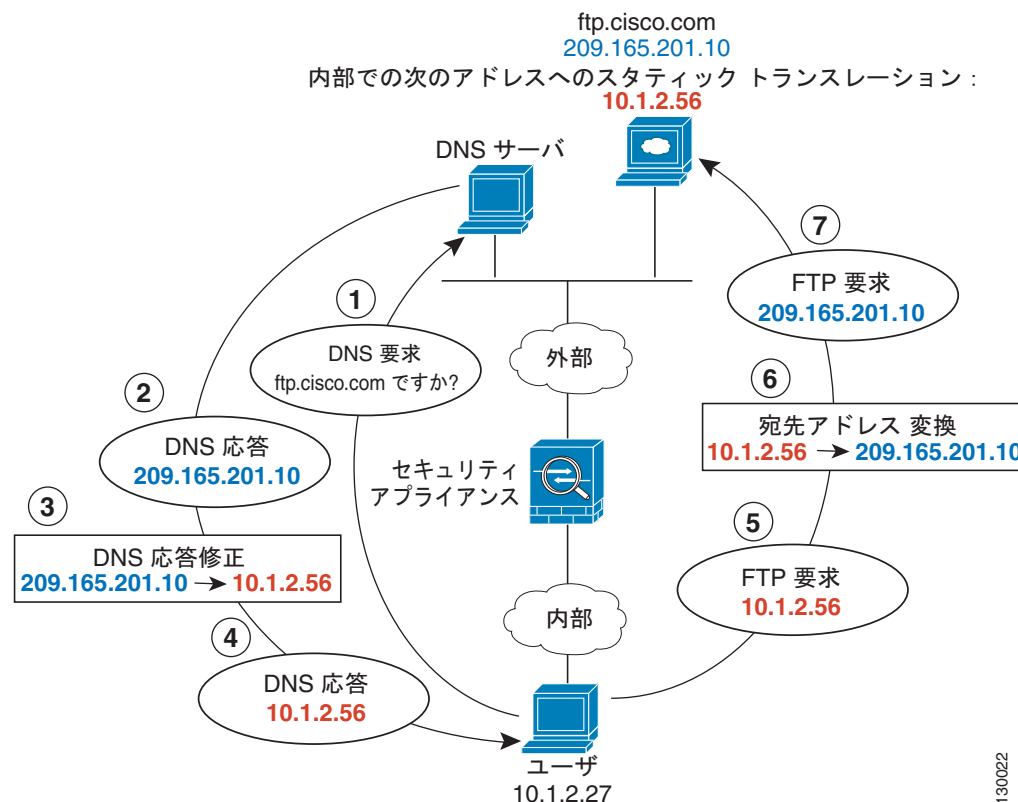 ftp.cisco.com
209.165.201.10
内部での次のアドレスへのスタティック トランスレーション：
10.1.2.56
DNS サーバ
7
FTP 要求
209.165.201.10
1
DNS 要求
ftp.cisco.com ですか?
外部
6
宛先アドレス 変換
10.1.2.56 → 209.165.201.10
2
DNS 応答
209.165.201.10
セキュリティ
アプライアンス
3
DNS 応答修正
209.165.201.10 → 10.1.2.56
5
FTP 要求
10.1.2.56
内部
4
DNS 応答
10.1.2.56
ユーザ
10.1.2.27
130022